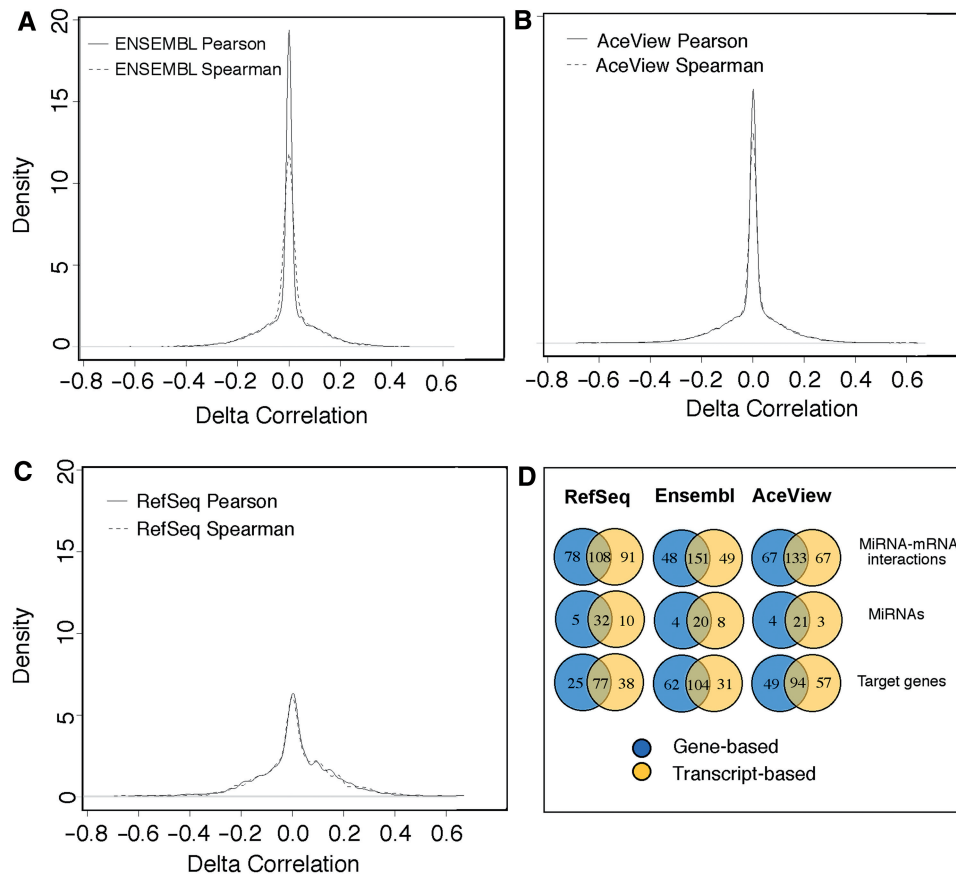 A
ENSEMBL Pearson
ENSEMBL Spearman
Density
20
15
10
5
0
−0.8 −0.6 −0.4 −0.2 0.0 0.2 0.4 0.6
Delta Correlation
B
AceView Pearson
AceView Spearman
−0.8 −0.6 −0.4 −0.2 0.0 0.2 0.4 0.6
Delta Correlation
C
RefSeq Pearson
RefSeq Spearman
Density
20
15
10
5
0
−0.8 −0.6 −0.4 −0.2 0.0 0.2 0.4 0.6
Delta Correlation
D
RefSeq Ensembl AceView
78 108 91 48 151 49 67 133 67 MiRNA-mRNA
interactions
5 32 10 4 20 8 4 21 3 MiRNAs
25 77 38 62 104 31 49 94 57 Target genes
Gene-based
Transcript-based